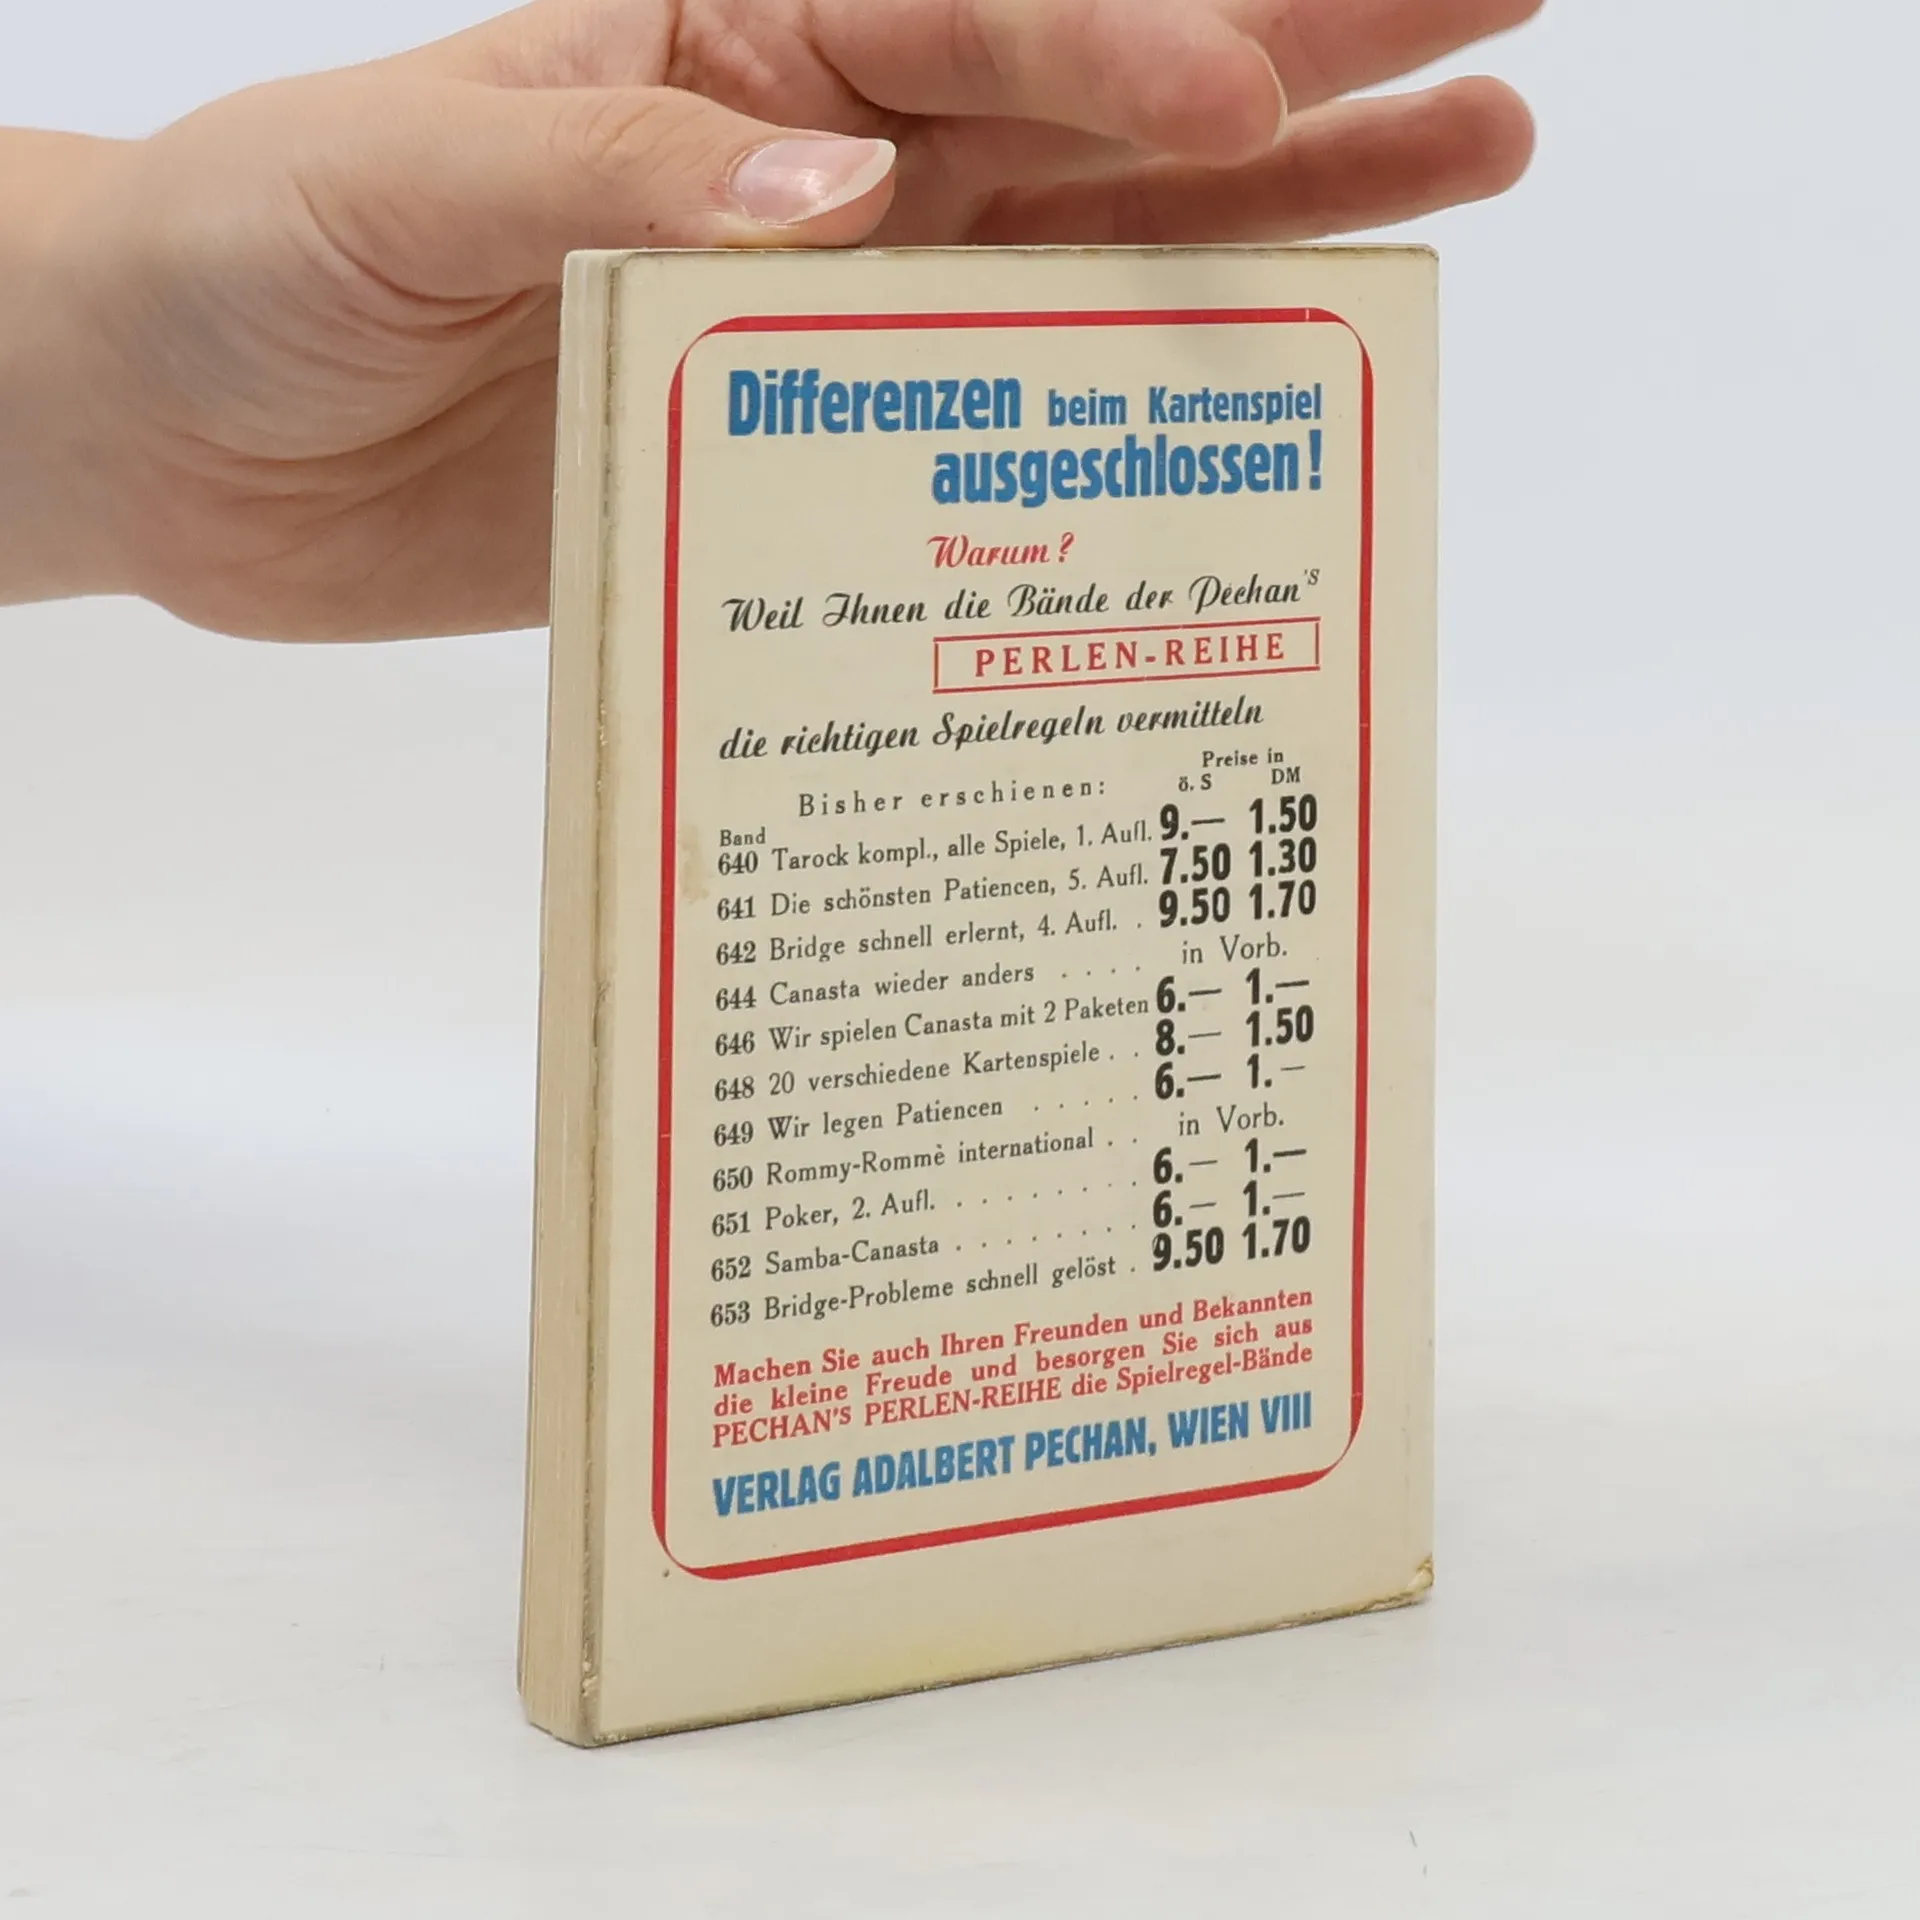 Differenzen beim Kartenspiel
ausgeschlossen!
Warum?
Weil Ihnen die Bände der Pechan's
PERLEN-REIHE
die richtigen Spielregeln vermitteln
Preise in
Bisher erschienen: ö. S DM
Band
640 Tarock kompl., alle Spiele, 1. Aufl. 9.— 1.50
641 Die schönsten Patiencen, 5. Aufl. 7.50 1.30
642 Bridge schnell erlernt, 4. Aufl. . 9.50 1.70
644 Canasta wieder anders . . . . in Vorb.
646 Wir spielen Canasta mit 2 Paketen 6.— 1.—
648 20 verschiedene Kartenspiele . . 8.— 1.50
649 Wir legen Patiencen . . . . . 6.— 1.—
650 Rommy-Rommè international . . in Vorb.
651 Poker, 2. Aufl. . . . . . . . . 6.— 1.—
652 Samba-Canasta . . . . . . . . 6.— 1.—
653 Bridge-Probleme schnell gelöst . 9.50 1.70
Machen Sie auch Ihren Freunden und Bekannten
die kleine Freude und besorgen Sie sich aus
PECHAN'S PERLEN-REIHE die Spielregel-Bände
VERLAG ADALBERT PECHAN, WIEN VIII